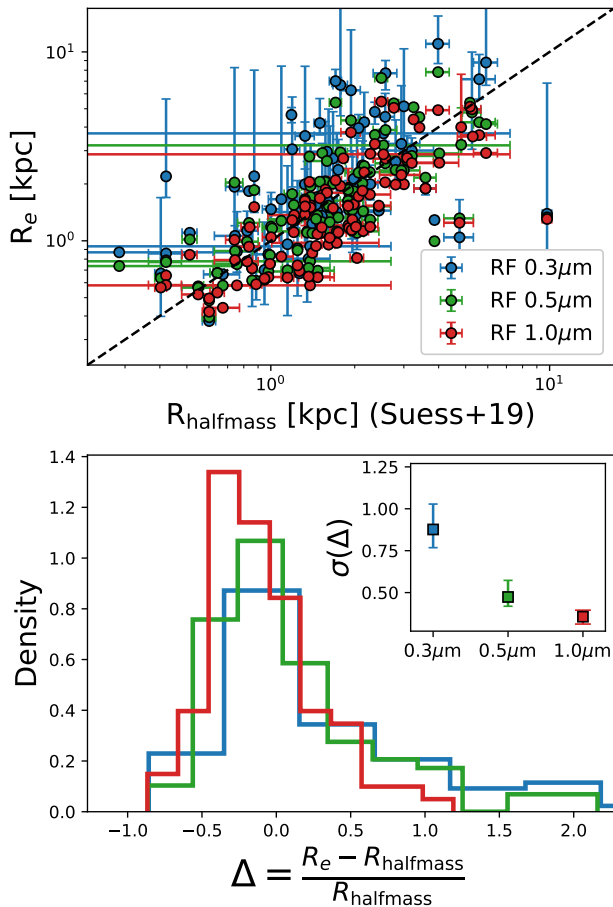 10¹
10⁰
R_e [kpc]
RF 0.3μm
RF 0.5μm
RF 1.0μm
10⁰
10¹
R_halfmass [kpc] (Suess+19)
1.4
1.2
1.0
0.8
0.6
0.4
0.2
0.0
Density
1.25
1.00
0.75
0.50
σ(Δ)
0.3μm 0.5μm 1.0μm
−1.0 −0.5 0.0 0.5 1.0 1.5 2.0
Δ = (R_e − R_halfmass) / R_halfmass